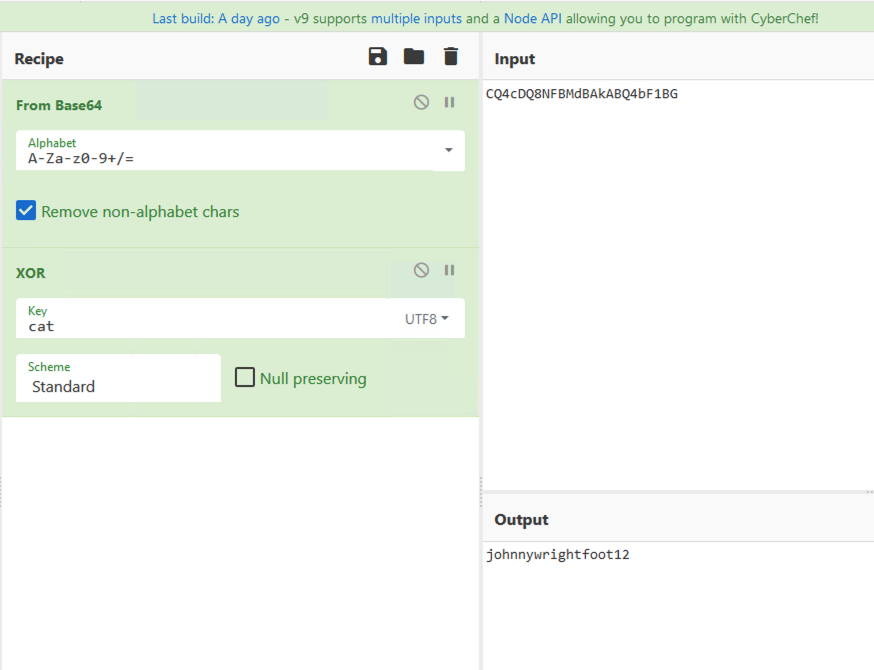 Last build: A day ago - v9 supports multiple inputs and a Node API allowing you to program with CyberChef!
Recipe
From Base64
Alphabet
A-Za-z0-9+/=
Remove non-alphabet chars
XOR
Key
cat
UTF8
Scheme
Standard
Null preserving
Input
CQ4cDQ8NFBMdBAkABQ4bF1BG
Output
johnnywrightfoot12